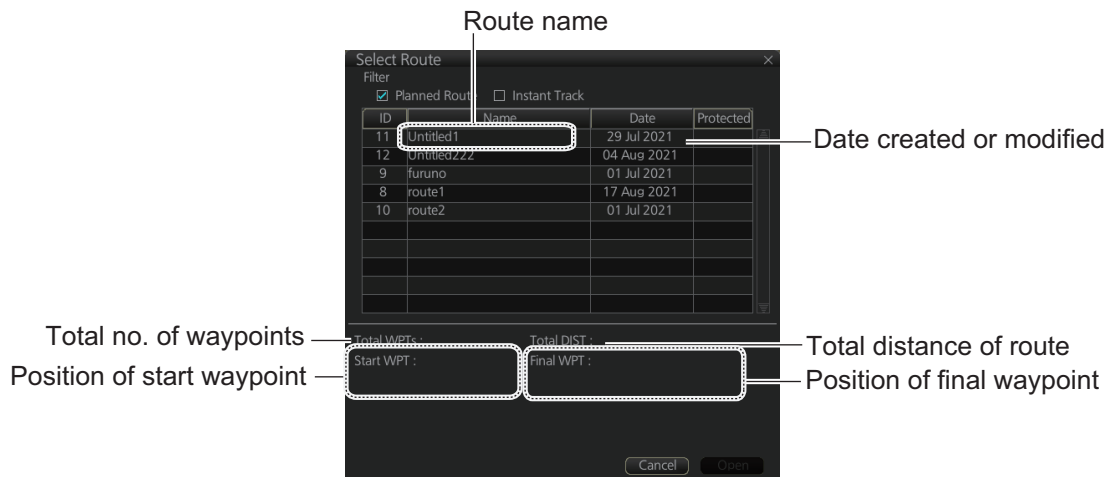 Route name
Select Route ×
Filter
Planned Route Instant Track
ID Name Date Protected
11 Untitled1 29 Jul 2021
Date created or modified
12 Untitled222 04 Aug 2021
9 furuno 01 Jul 2021
8 route1 17 Aug 2021
10 route2 01 Jul 2021
Total no. of waypoints
Total WPTs : Total DIST :
Total distance of route
Position of start waypoint
Start WPT : Final WPT :
Position of final waypoint
Cancel Open